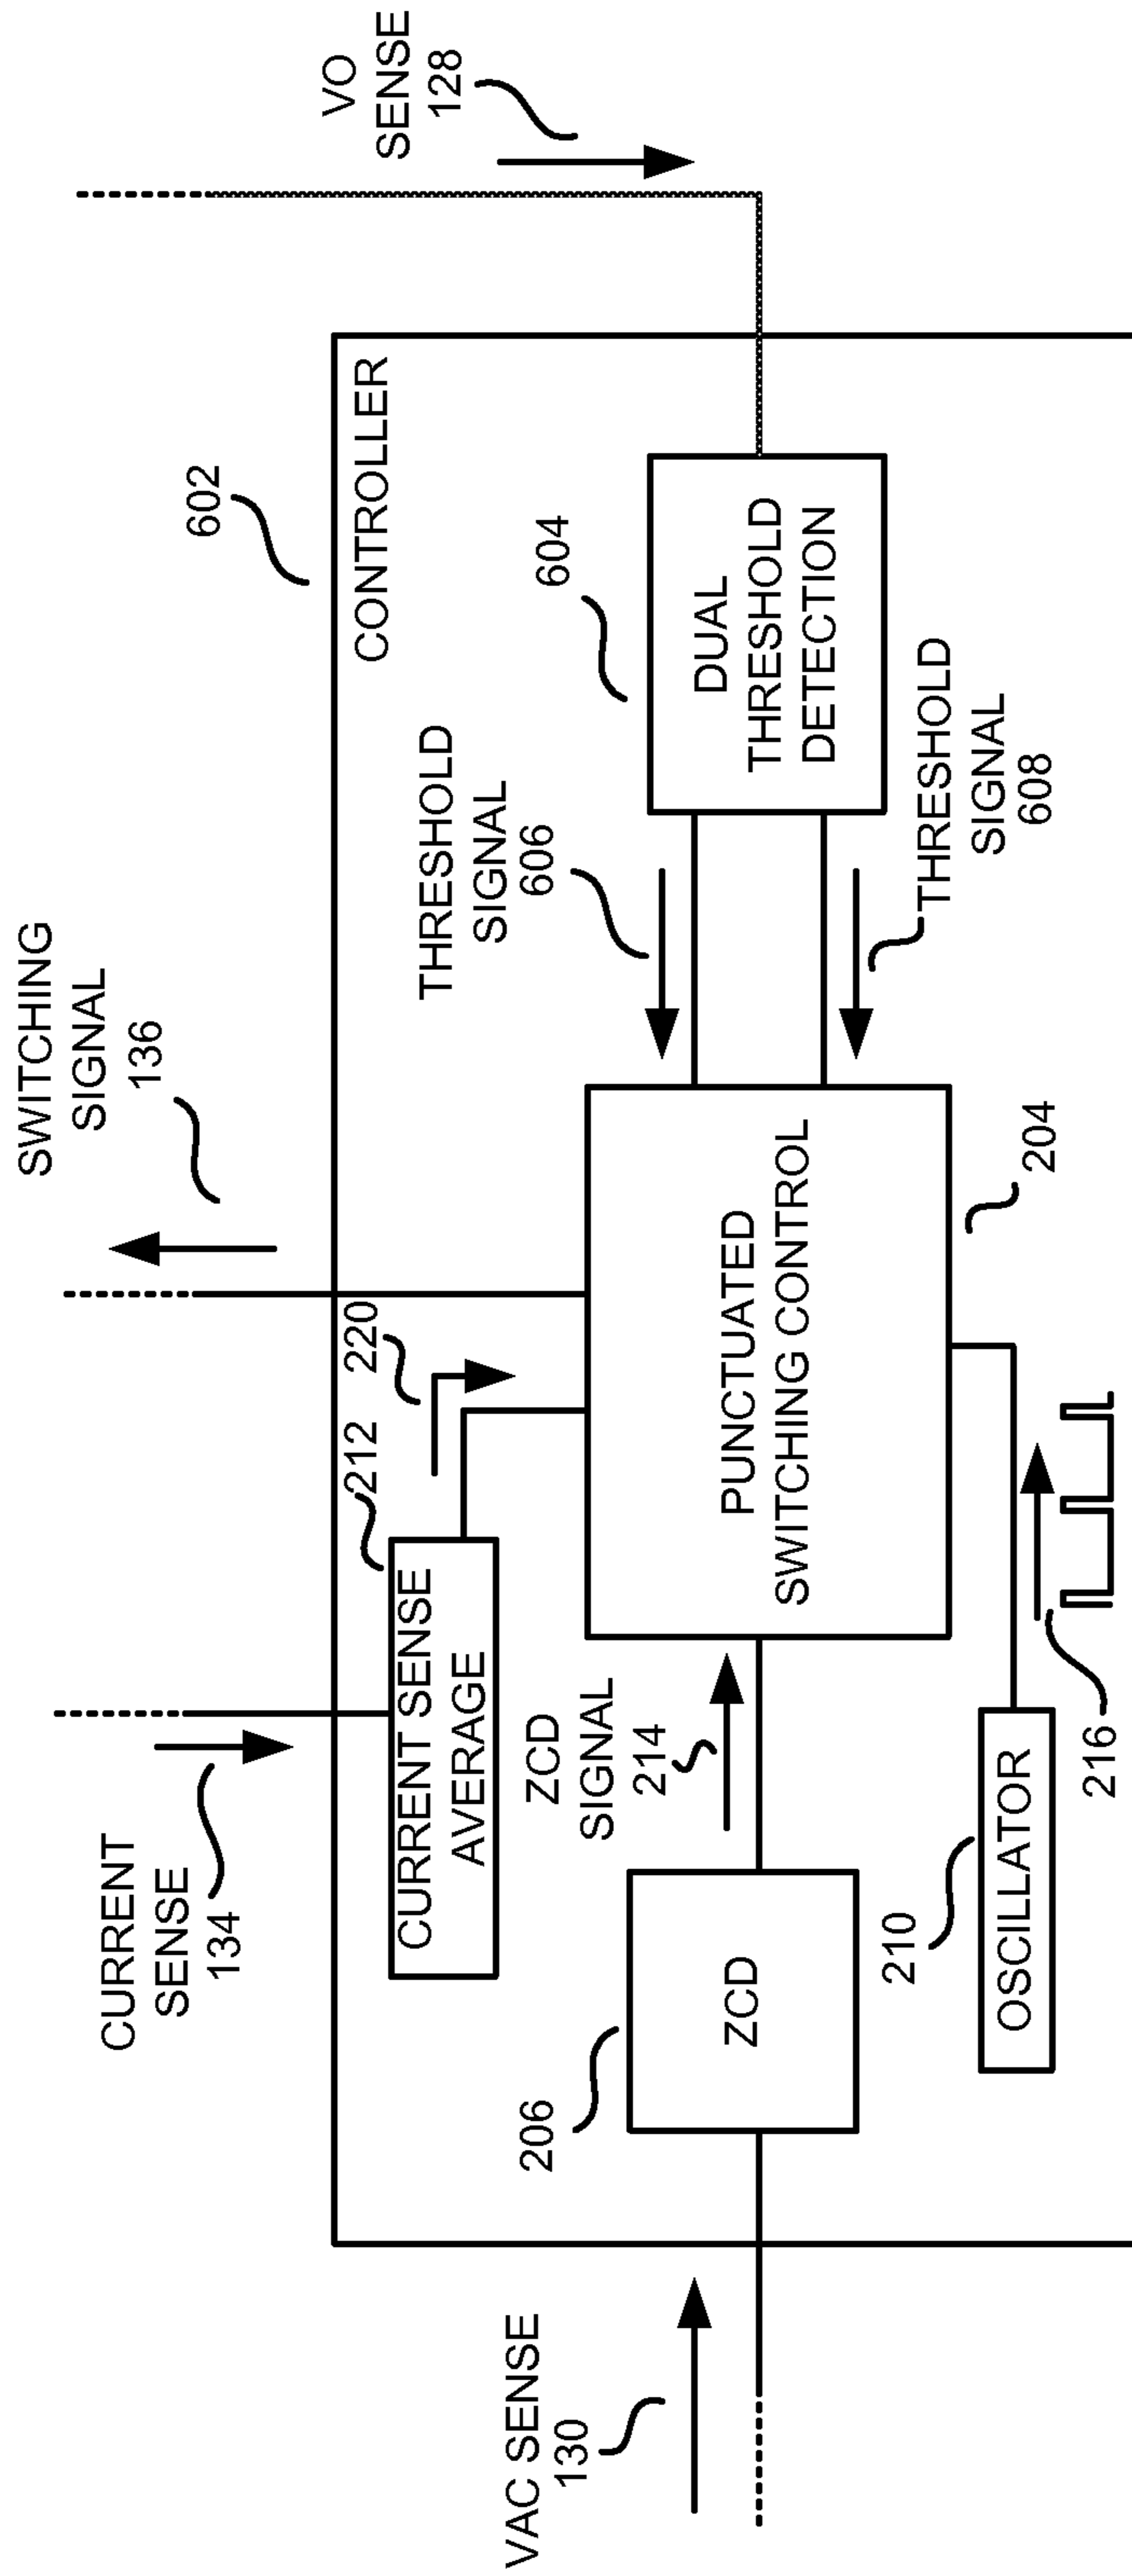 SWITCHING
SIGNAL
136
VO
SENSE
128
CURRENT
SENSE
134
602
CONTROLLER
212
220
CURRENT SENSE
AVERAGE
THRESHOLD
SIGNAL
606
604
VAC SENSE
130
206
ZCD
ZCD
SIGNAL
214
PUNCTUATED
SWITCHING CONTROL
DUAL
THRESHOLD
DETECTION
THRESHOLD
SIGNAL
608
210
OSCILLATOR
216
204